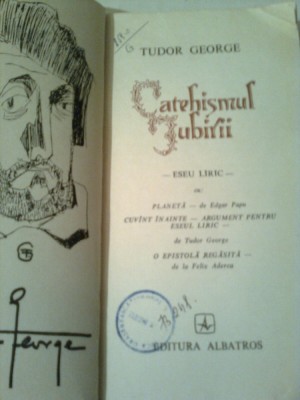 TUDOR GEORGE
Catehismul
Iubirii
— ESEU LIRIC —
cu:
PLANETĂ — de Edgar Papu
CUVÎNT ÎNAINTE — ARGUMENT PENTRU
ESEUL LIRIC —
de Tudor George
O EPISTOLĂ REGĂSITĂ —
de la Felix Aderca
George
EDITURA ALBATROS